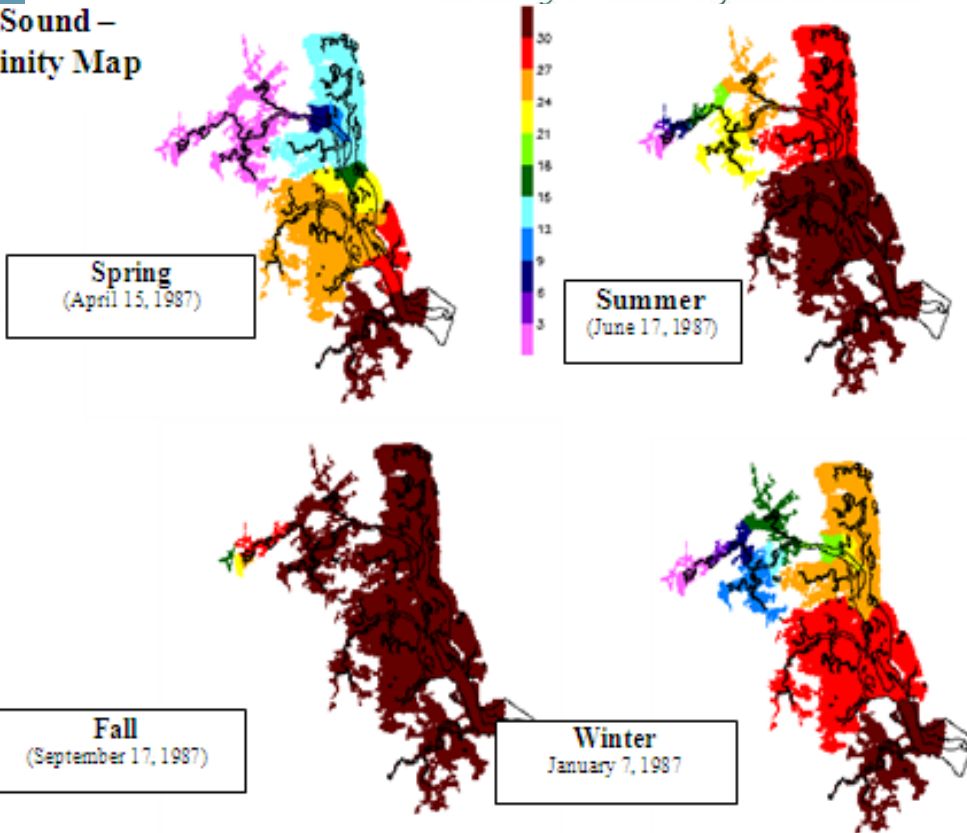 Sound –
inity Map
30
27
24
21
18
15
12
9
6
3
Spring
(April 15, 1987)
Summer
(June 17, 1987)
Fall
(September 17, 1987)
Winter
January 7, 1987